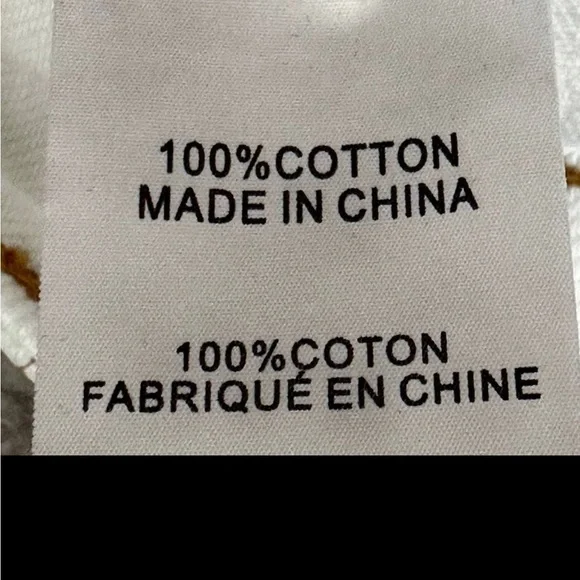 100%COTTON
MADE IN CHINA
100%COTON
FABRIQUÉ EN CHINE